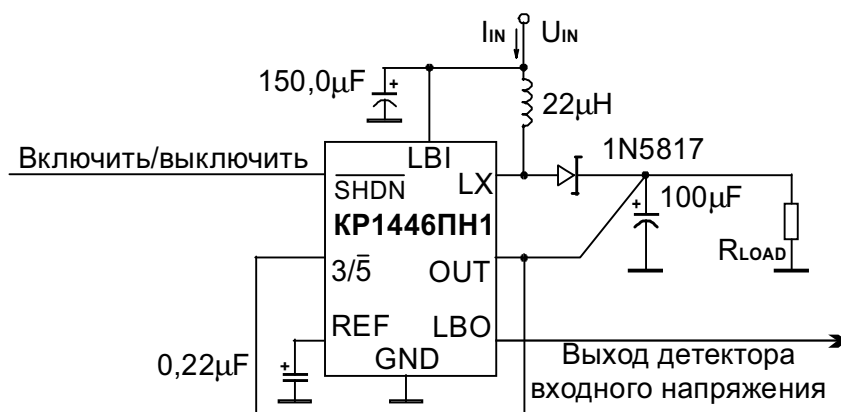 IIN UIN
150,0µF
+
22µH
Включить/выключить
LBI
1N5817
SHDN
LX
КР1446ПН1
+
100µF
RLOAD
3/5
OUT
REF
LBO
0,22µF
+
GND
Выход детектора
входного напряжения